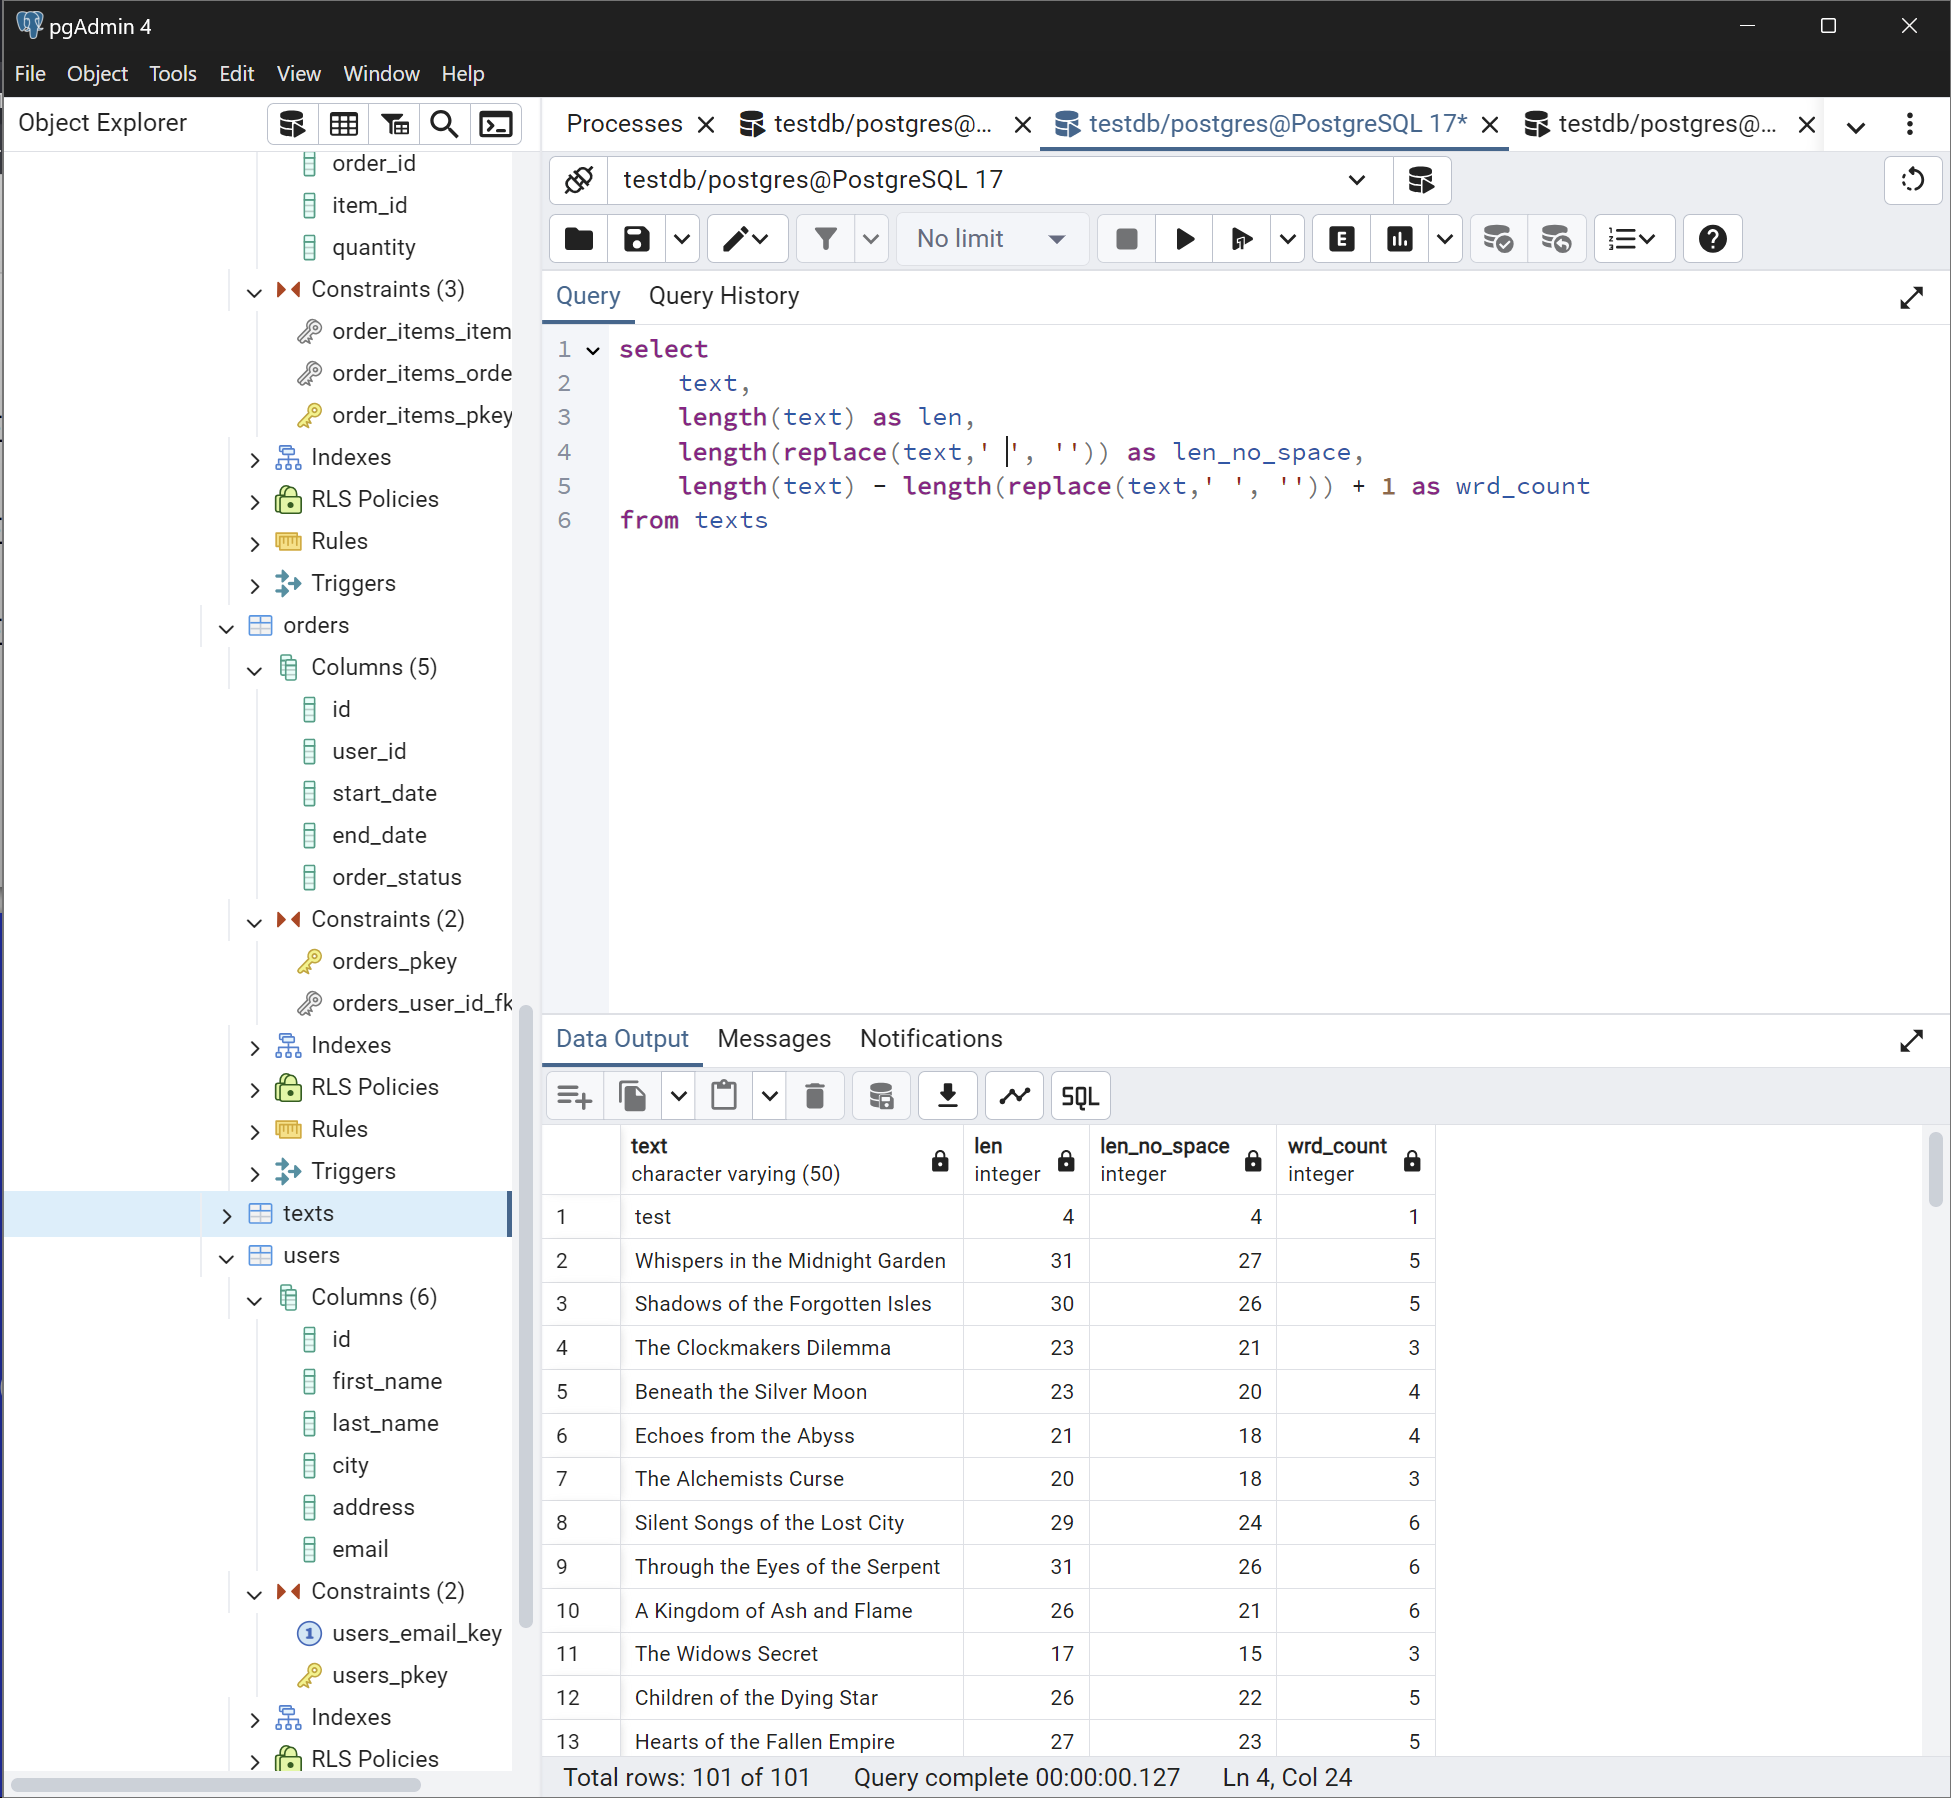 pgAdmin 4
File Object Tools Edit View Window Help
Object Explorer
Processes testdb/postgres@... testdb/postgres@PostgreSQL 17* testdb/postgres@...
testdb/postgres@PostgreSQL 17
No limit
Query Query History
1 select
2 text,
3 length(text) as len,
4 length(replace(text,' ', '')) as len_no_space,
5 length(text) - length(replace(text,' ', '')) + 1 as wrd_count
6 from texts
order_id
item_id
quantity
Constraints (3)
order_items_item
order_items_orde
order_items_pkey
Indexes
RLS Policies
Rules
Triggers
orders
Columns (5)
id
user_id
start_date
end_date
order_status
Constraints (2)
orders_pkey
orders_user_id_fk
Indexes
RLS Policies
Rules
Triggers
texts
users
Columns (6)
id
first_name
last_name
city
address
email
Constraints (2)
users_email_key
users_pkey
Indexes
RLS Policies
Data Output Messages Notifications
SQL
text len len_no_space wrd_count
character varying (50) integer integer integer
1 test 4 4 1
2 Whispers in the Midnight Garden 31 27 5
3 Shadows of the Forgotten Isles 30 26 5
4 The Clockmakers Dilemma 23 21 3
5 Beneath the Silver Moon 23 20 4
6 Echoes from the Abyss 21 18 4
7 The Alchemists Curse 20 18 3
8 Silent Songs of the Lost City 29 24 6
9 Through the Eyes of the Serpent 31 26 6
10 A Kingdom of Ash and Flame 26 21 6
11 The Widows Secret 17 15 3
12 Children of the Dying Star 26 22 5
13 Hearts of the Fallen Empire 27 23 5
Total rows: 101 of 101 Query complete 00:00:00.127 Ln 4, Col 24